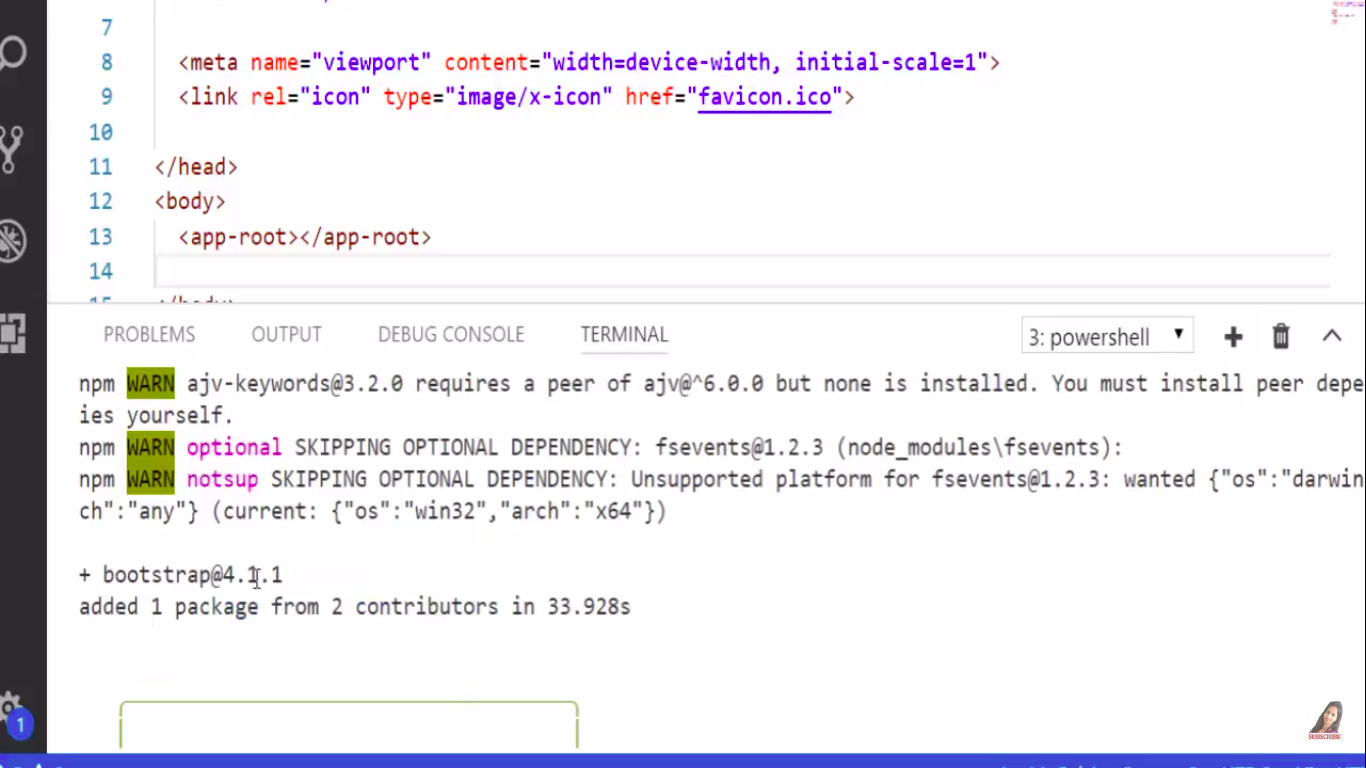 7
8 <meta name="viewport" content="width=device-width, initial-scale=1">
9 <link rel="icon" type="image/x-icon" href="favicon.ico">
10
11 </head>
12 <body>
13 <app-root></app-root>
14
15 </body>
PROBLEMS OUTPUT DEBUG CONSOLE TERMINAL 3: powershell
npm WARN ajv-keywords@3.2.0 requires a peer of ajv@^6.0.0 but none is installed. You must install peer depe
ies yourself.
npm WARN optional SKIPPING OPTIONAL DEPENDENCY: fsevents@1.2.3 (node_modules\fsevents):
npm WARN notsup SKIPPING OPTIONAL DEPENDENCY: Unsupported platform for fsevents@1.2.3: wanted {"os":"darwin
ch":"any"} (current: {"os":"win32","arch":"x64"})
+ bootstrap@4.1.1
added 1 package from 2 contributors in 33.928s
1
SUBSCRIBE